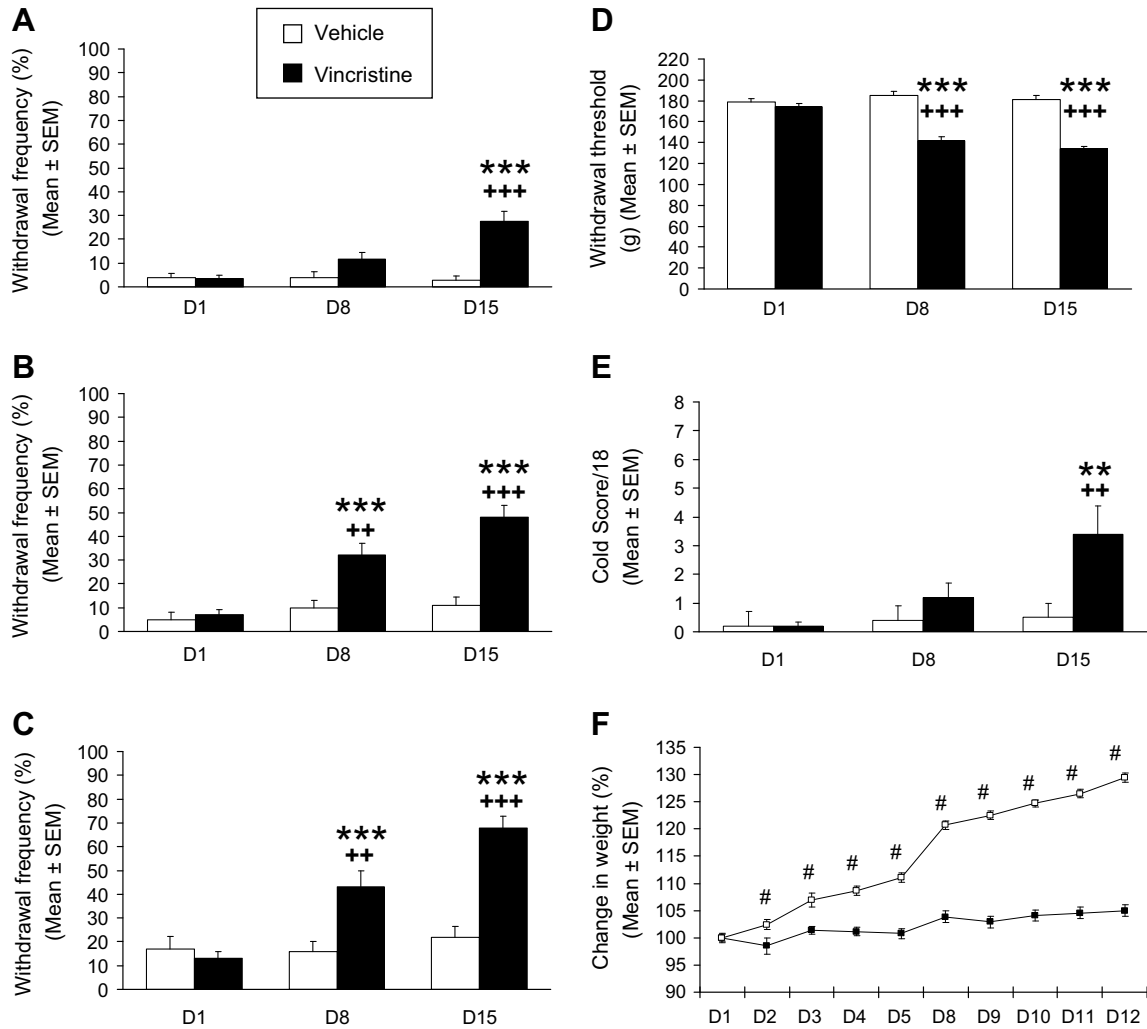 A
Vehicle
Vincristine
Withdrawal frequency (%)
(Mean ± SEM)
100
90
80
70
60
50
40
30
20
10
0
***
+++
D1 D8 D15
B
Withdrawal frequency (%)
(Mean ± SEM)
100
90
80
70
60
50
40
30
20
10
0
*** ***
++ +++
D1 D8 D15
C
Withdrawal frequency (%)
(Mean ± SEM)
100
90
80
70
60
50
40
30
20
10
0
*** ***
++ +++
D1 D8 D15
D
Withdrawal threshold
(g) (Mean ± SEM)
220
200
180
160
140
120
100
80
60
40
20
0
*** ***
+++ +++
D1 D8 D15
E
Cold Score/18
(Mean ± SEM)
8
7
6
5
4
3
2
1
0
**
++
D1 D8 D15
F
Change in weight (%)
(Mean ± SEM)
135
130
125
120
115
110
105
100
95
90
# # # # # # # # #
D1 D2 D3 D4 D5 D8 D9 D10 D11 D12